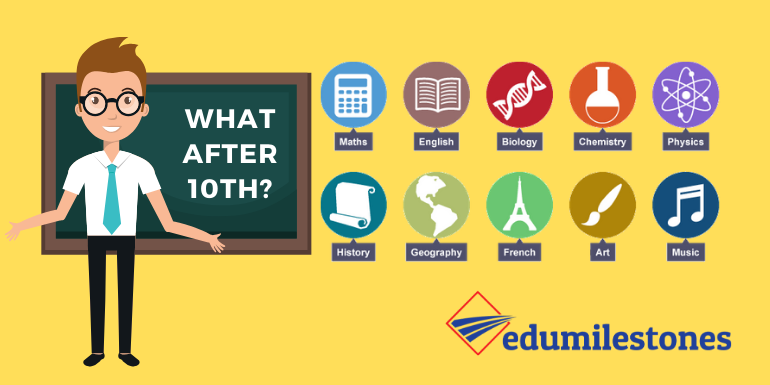 WHAT
AFTER
10TH?
Maths
English
Biology
Chemistry
Physics
History
Geography
French
Art
Music
edumilestones